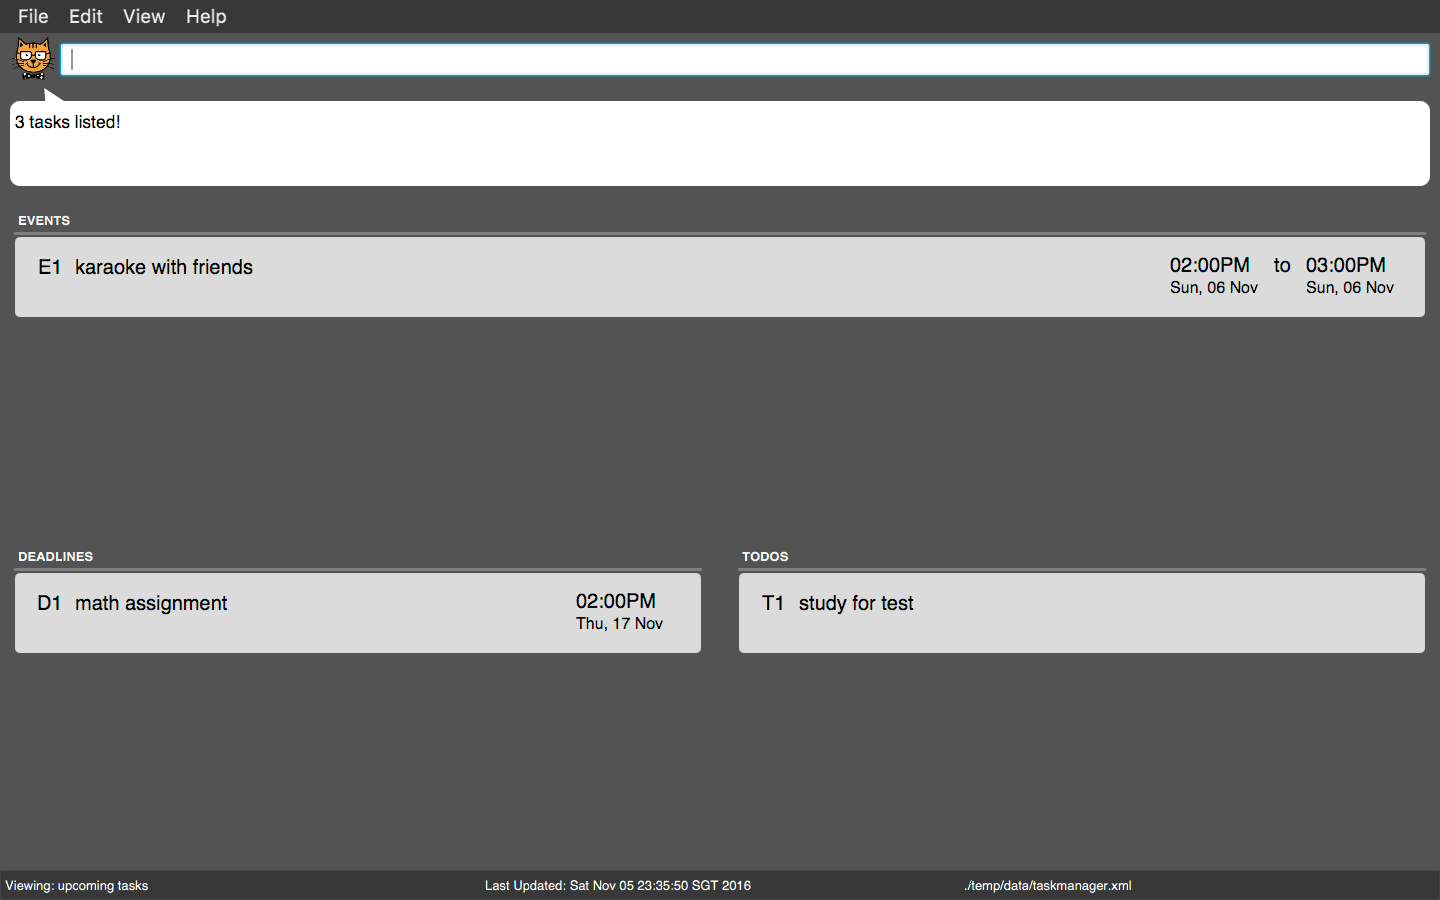 File Edit View Help
3 tasks listed!
EVENTS
E1 karaoke with friends 02:00PM to 03:00PM
Sun, 06 Nov Sun, 06 Nov
DEADLINES
D1 math assignment 02:00PM
Thu, 17 Nov
TODOS
T1 study for test
Viewing: upcoming tasks Last Updated: Sat Nov 05 23:35:50 SGT 2016 ./temp/data/taskmanager.xml